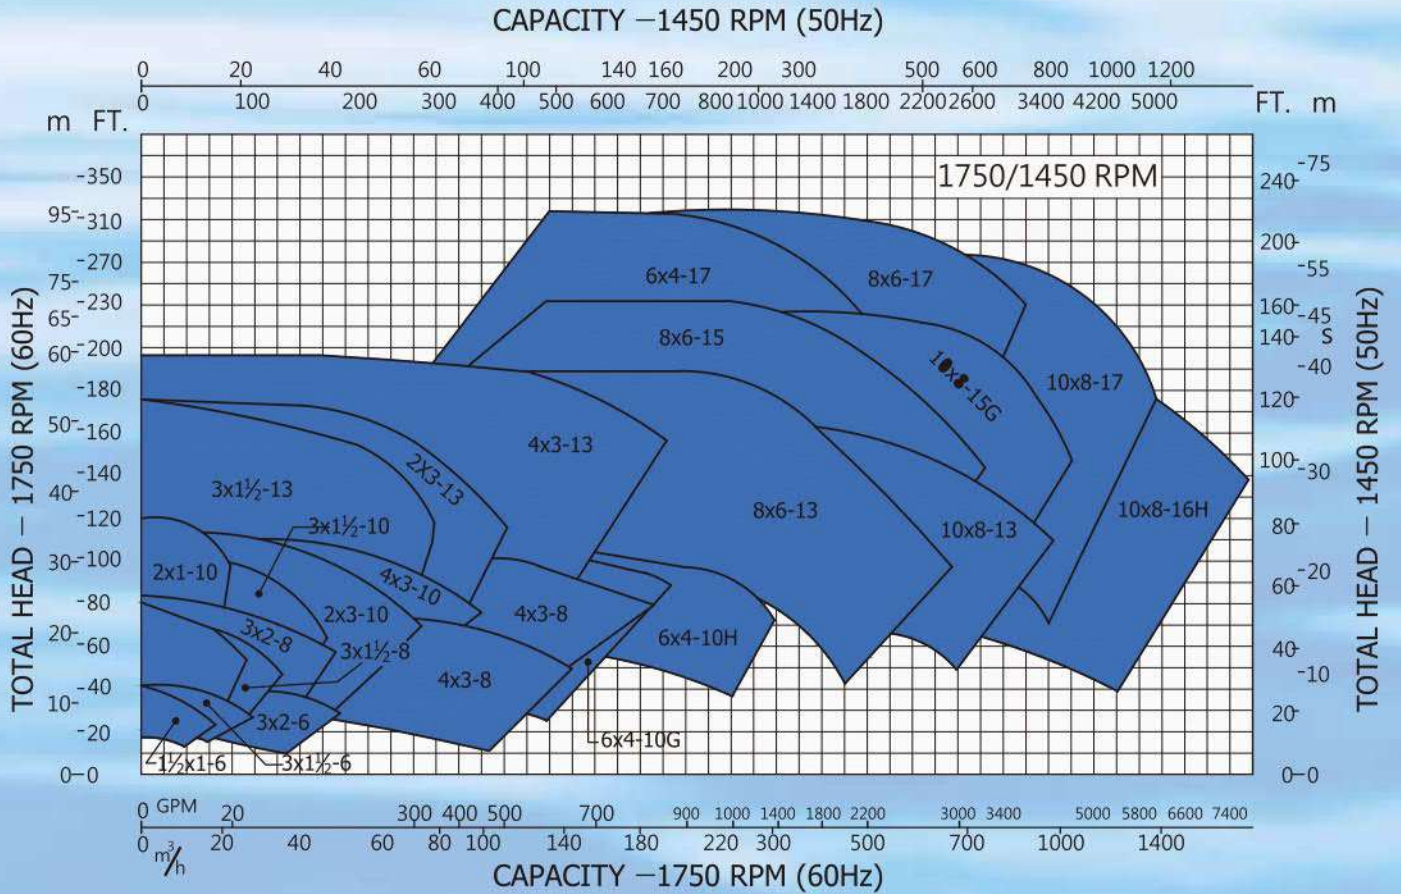 CAPACITY —1450 RPM (50Hz)
0 20 40 60 100 140 160 200 300 500 600 800 1000 1200
0 100 200 300 400 500 600 700 800 1000 1400 1800 2200 2600 3400 4200 5000
m FT.
FT. m
1750/1450 RPM
TOTAL HEAD — 1750 RPM (60Hz)
-350
95 -310
-270
75 -230
65
60 -200
-180
50 -160
-140
40 -120
30 -100
-80
20 -60
-40
10 -20
0 0
240 -75
200
-55
160 -45
140 S
-40
120
100 -30
80
60 -20
40 -10
20
0 0
TOTAL HEAD — 1450 RPM (50Hz)
6x4-17
8x6-17
8x6-15
10x8-15G
10x8-17
4x3-13
2X3-13
3x1½-13
3x1½-10
8x6-13
10x8-13
10x8-16H
2x1-10
4x3-10
2x3-10
4x3-8
3x2-8
3x1½-8
6x4-10H
4x3-8
3x2-6
6x4-10G
1½x1-6
3x1½-6
0 GPM 20 300 400 500 700 900 1000 1400 1800 2200 3000 3400 5000 5800 6600 7400
0 m³/h 20 40 60 80 100 140 180 220 300 500 700 1000 1400
CAPACITY —1750 RPM (60Hz)